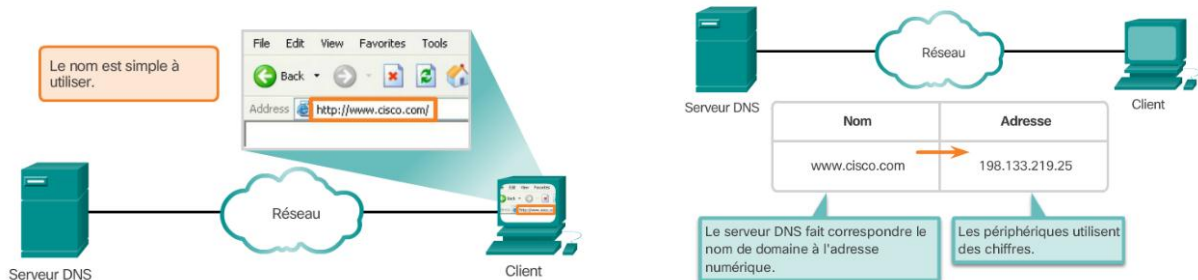 Le nom est simple à
utiliser.
File Edit View Favorites Tools
Back
Address http://www.cisco.com/
Réseau
Serveur DNS
Client
Réseau
Serveur DNS
Client
Nom Adresse
www.cisco.com 198.133.219.25
Le serveur DNS fait correspondre le
nom de domaine à l'adresse
numérique.
Les périphériques utilisent
des chiffres.